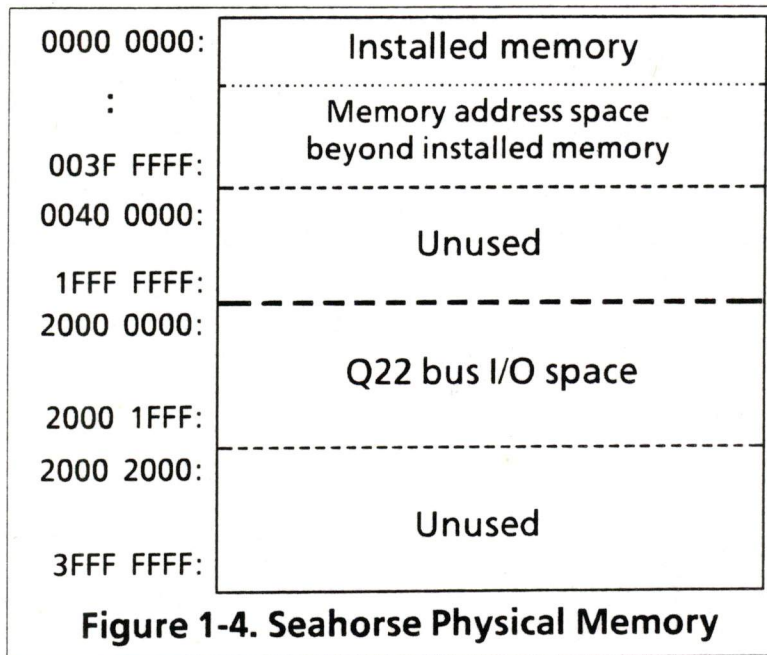 0000 0000:
Installed memory
:
Memory address space
beyond installed memory
003F FFFF:
0040 0000:
Unused
1FFF FFFF:
2000 0000:
Q22 bus I/O space
2000 1FFF:
2000 2000:
Unused
3FFF FFFF:
Figure 1-4. Seahorse Physical Memory